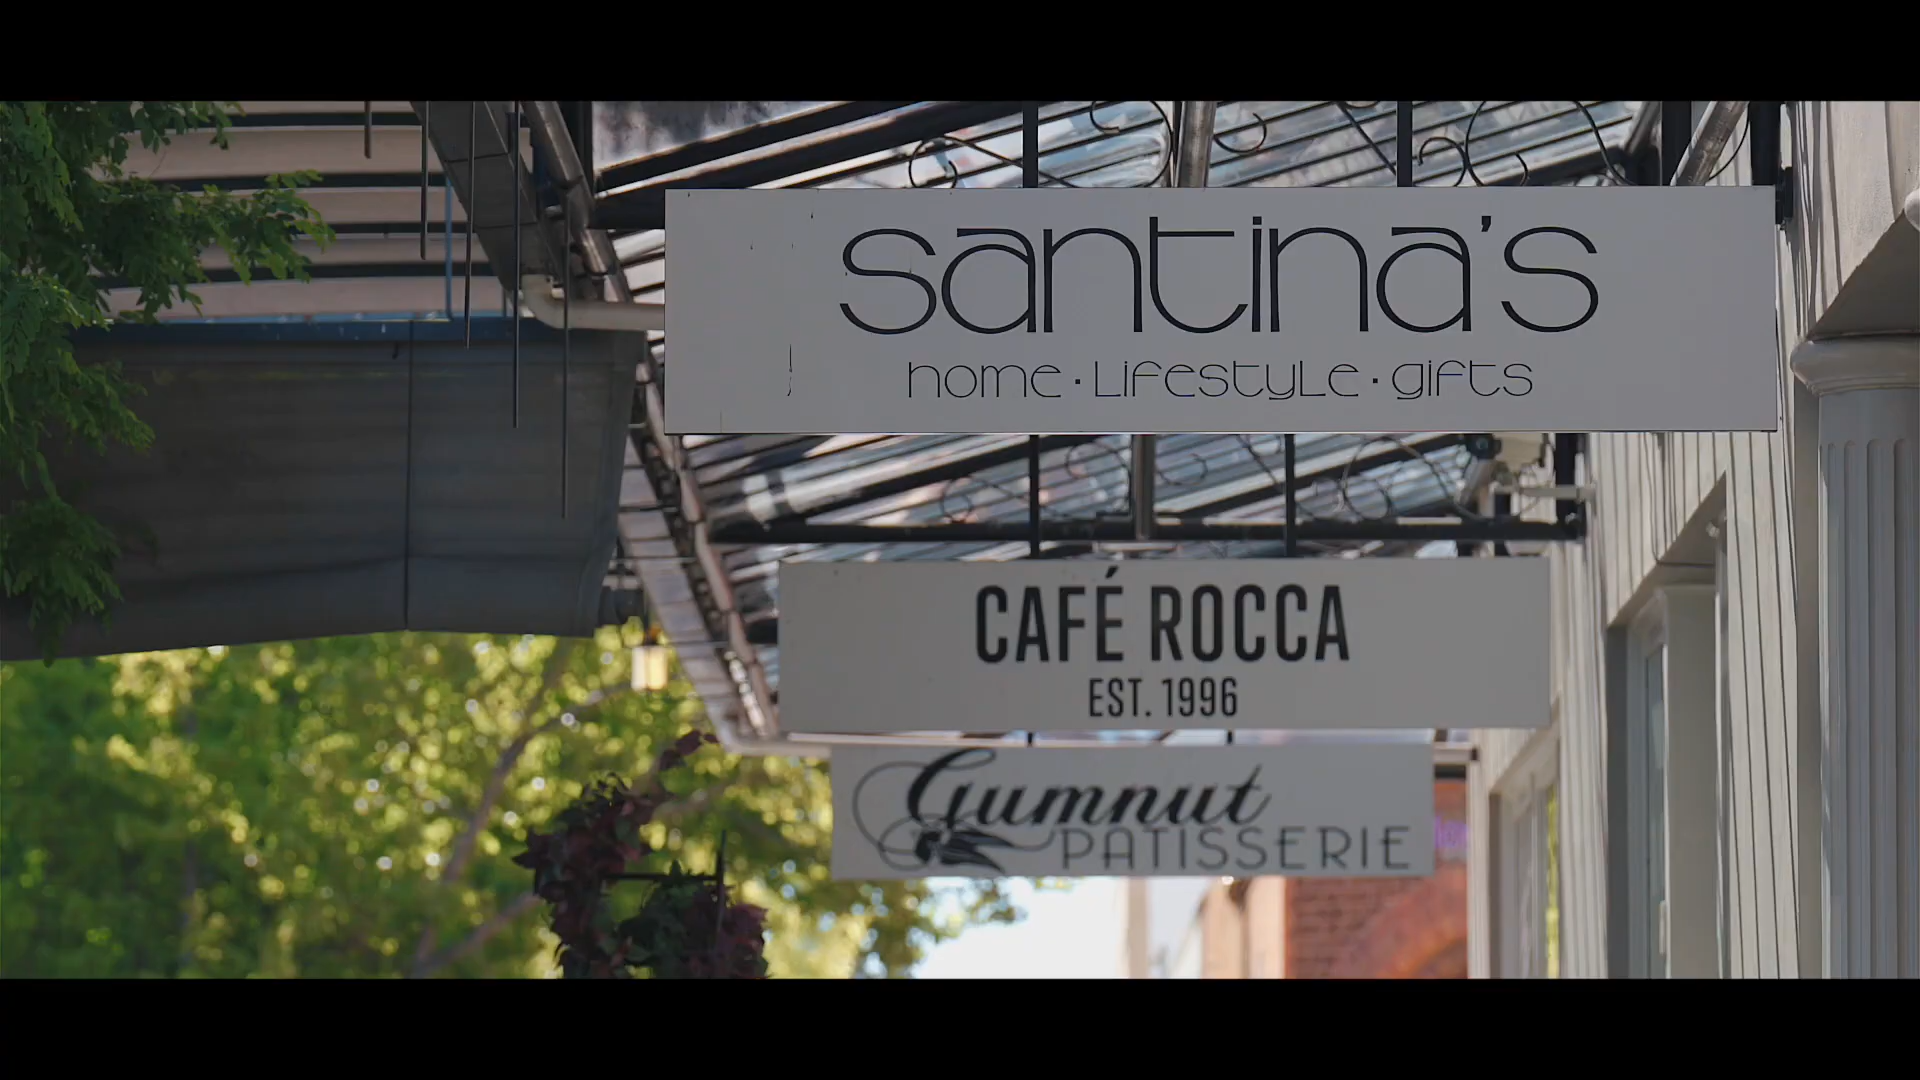 santina's
home · Lifestyle · gifts
CAFÉ ROCCA
EST. 1996
Gumnut
PATISSERIE